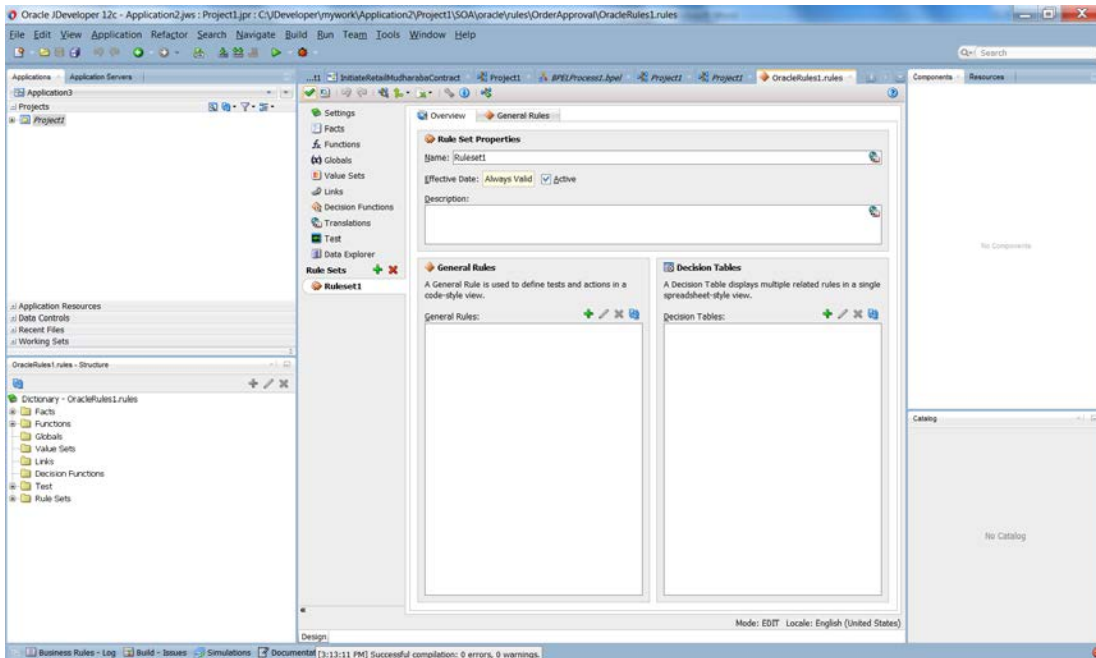 Oracle JDeveloper 12c - Application2.jws : Project1.jpr : C:\JDeveloper\mywork\Application2\Project1\SOA\oracle\rules\OrderApproval\OracleRules1.rules
File Edit View Application Refactor Search Navigate Build Run Team Tools Window Help
Search
Applications Application Servers
...t1 InitiateRetailMudharabaContract Project1 BPELProcess1.bpel Project1 Project1 OracleRules1.rules
Components Resources
Application3
Projects
Project1
Application Resources
Data Controls
Recent Files
Working Sets
OracleRules1.rules - Structure
Dictionary - OracleRules1.rules
Facts
Functions
Globals
Value Sets
Links
Decision Functions
Test
Rule Sets
Settings
Facts
Functions
Globals
Value Sets
Links
Decision Functions
Translations
Test
Data Explorer
Rule Sets
Ruleset1
Overview General Rules
Rule Set Properties
Name: Ruleset1
Effective Date: Always Valid Active
Description:
General Rules
A General Rule is used to define tests and actions in a
code-style view.
General Rules:
Decision Tables
A Decision Table displays multiple related rules in a single
spreadsheet-style view.
Decision Tables:
Mode: EDIT Locale: English (United States)
Design
No Components
Catalog
No Catalog
Business Rules - Log Build - Issues Simulations Documentat [3:13:11 PM] Successful compilation: 0 errors, 0 warnings.